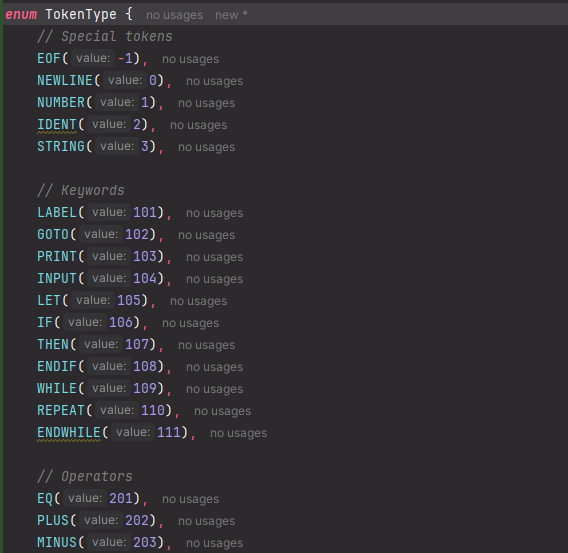 enum TokenType { no usages new *
// Special tokens
EOF( value: -1), no usages
NEWLINE( value: 0), no usages
NUMBER( value: 1), no usages
IDENT( value: 2), no usages
STRING( value: 3), no usages
// Keywords
LABEL( value: 101), no usages
GOTO( value: 102), no usages
PRINT( value: 103), no usages
INPUT( value: 104), no usages
LET( value: 105), no usages
IF( value: 106), no usages
THEN( value: 107), no usages
ENDIF( value: 108), no usages
WHILE( value: 109), no usages
REPEAT( value: 110), no usages
ENDWHILE( value: 111), no usages
// Operators
EQ( value: 201), no usages
PLUS( value: 202), no usages
MINUS( value: 203), no usages